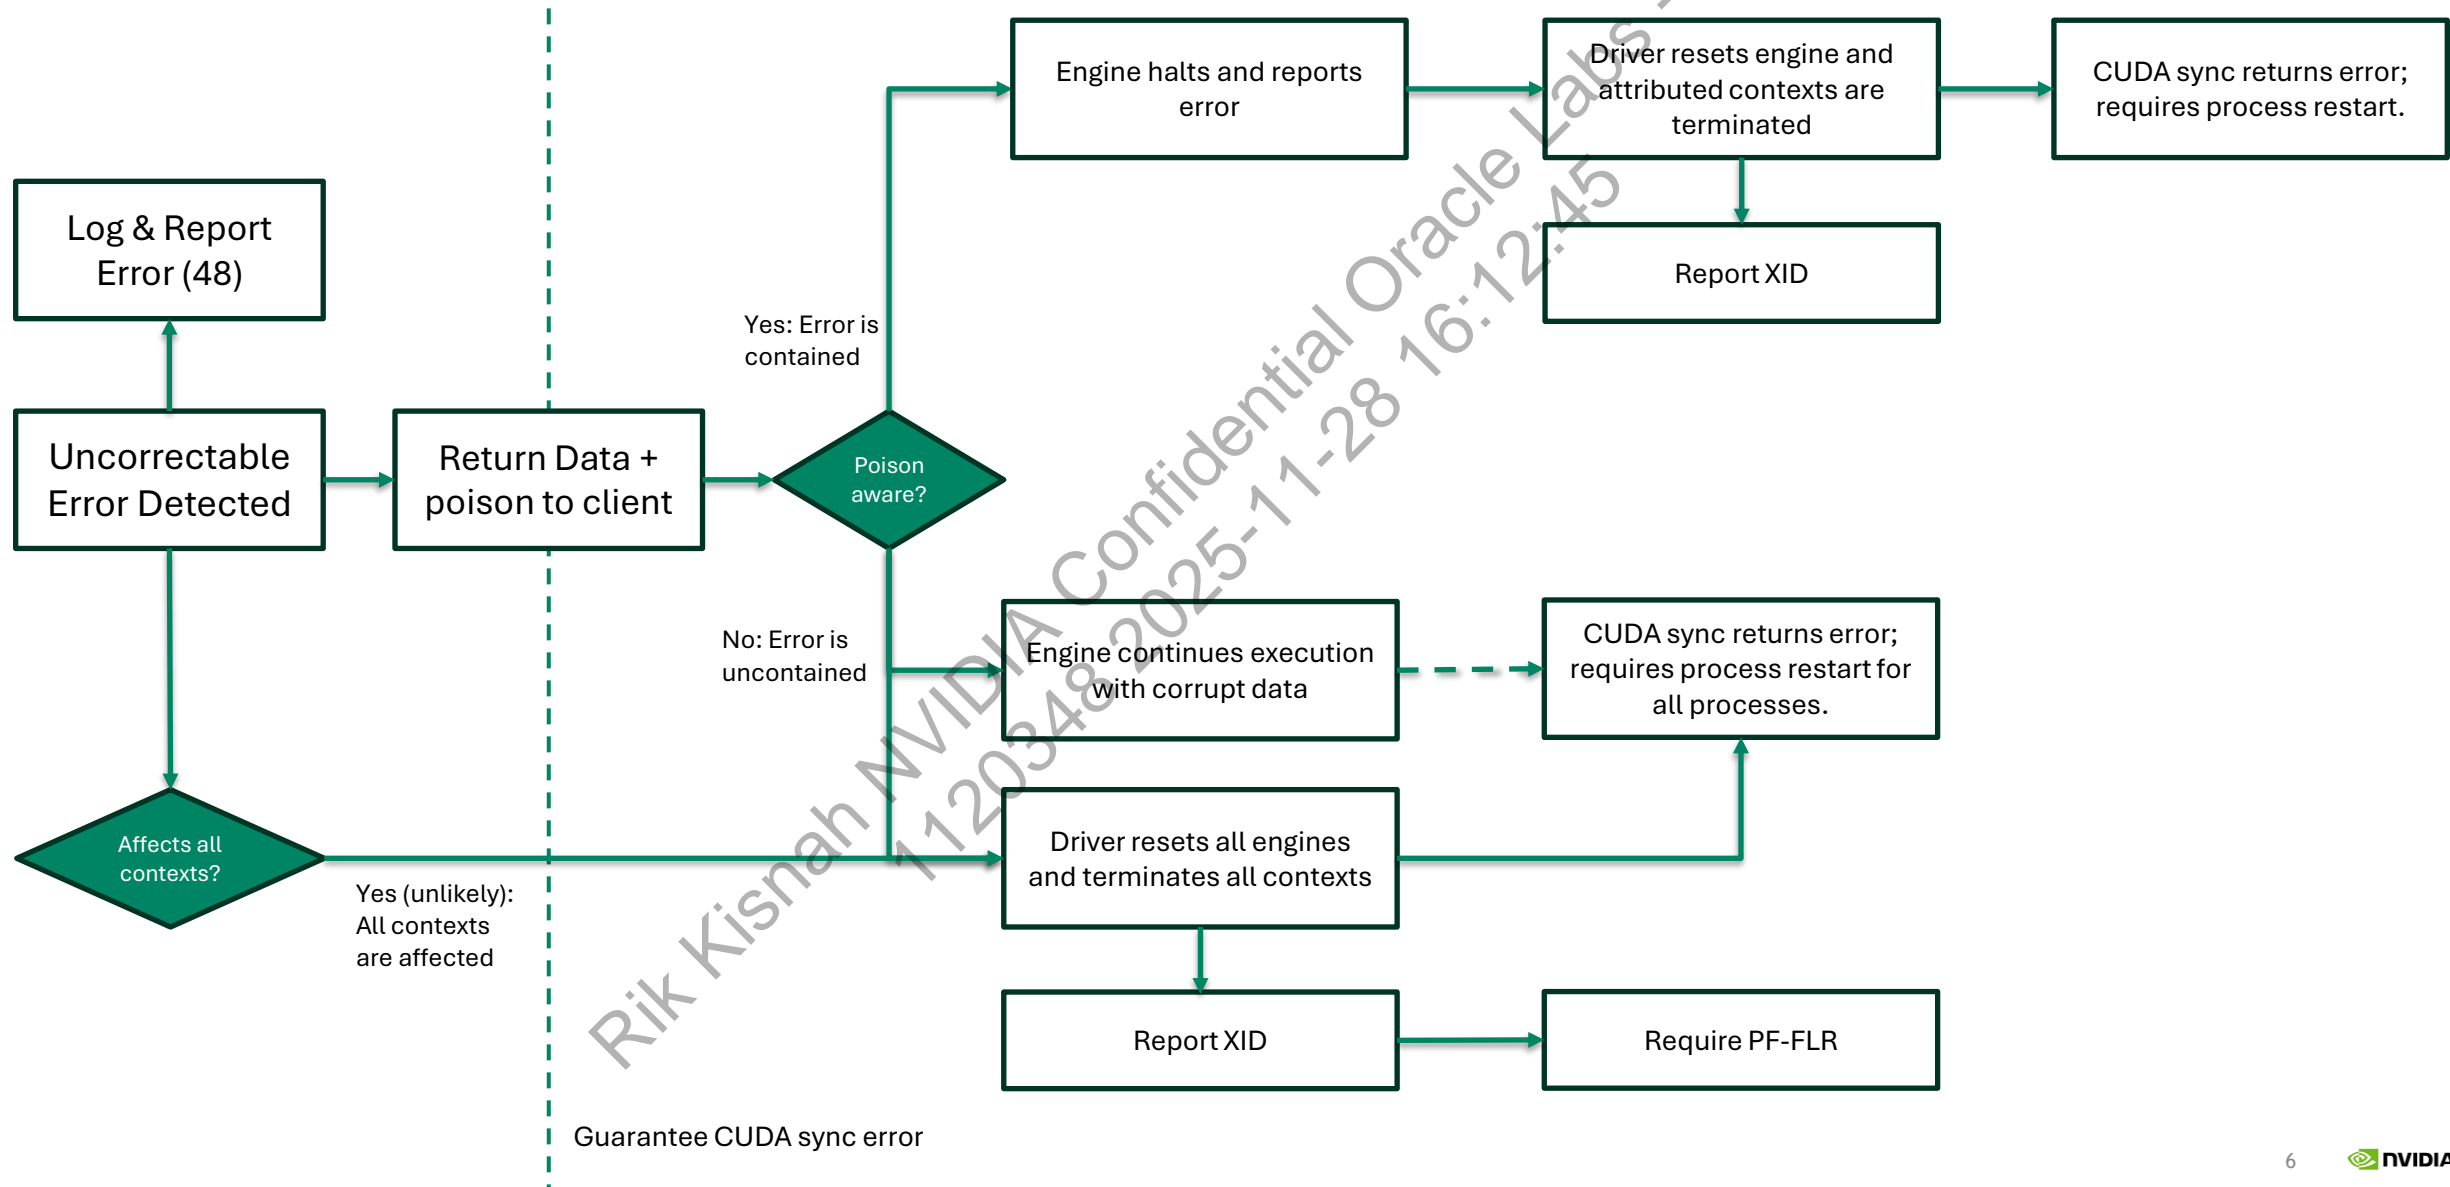 Engine halts and reports
error
Driver resets engine and
attributed contexts are
terminated
CUDA sync returns error;
requires process restart.
Log & Report
Error (48)
Report XID
Yes: Error is
contained
Uncorrectable
Error Detected
Return Data +
poison to client
Poison
aware?
No: Error is
uncontained
Engine continues execution
with corrupt data
CUDA sync returns error;
requires process restart for
all processes.
Affects all
contexts?
Yes (unlikely):
All contexts
are affected
Driver resets all engines
and terminates all contexts
Report XID
Require PF-FLR
Guarantee CUDA sync error
Rik Kisnah NVIDIA Confidential Oracle Labs
1120348 2025-11-28 16:12:45
6
NVIDIA